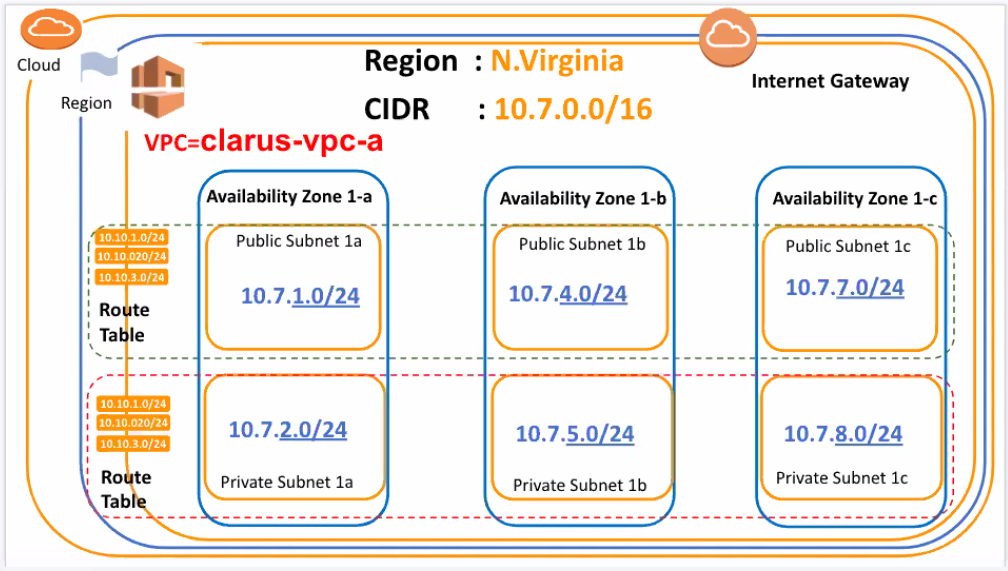 Cloud
Region
Region : N.Virginia
CIDR : 10.7.0.0/16
Internet Gateway
VPC=clarus-vpc-a
Availability Zone 1-a
Availability Zone 1-b
Availability Zone 1-c
10.10.1.0/24
10.10.020/24
10.10.3.0/24
Route
Table
Public Subnet 1a
10.7.1.0/24
Public Subnet 1b
10.7.4.0/24
Public Subnet 1c
10.7.7.0/24
10.10.1.0/24
10.10.020/24
10.10.3.0/24
Route
Table
10.7.2.0/24
Private Subnet 1a
10.7.5.0/24
Private Subnet 1b
10.7.8.0/24
Private Subnet 1c